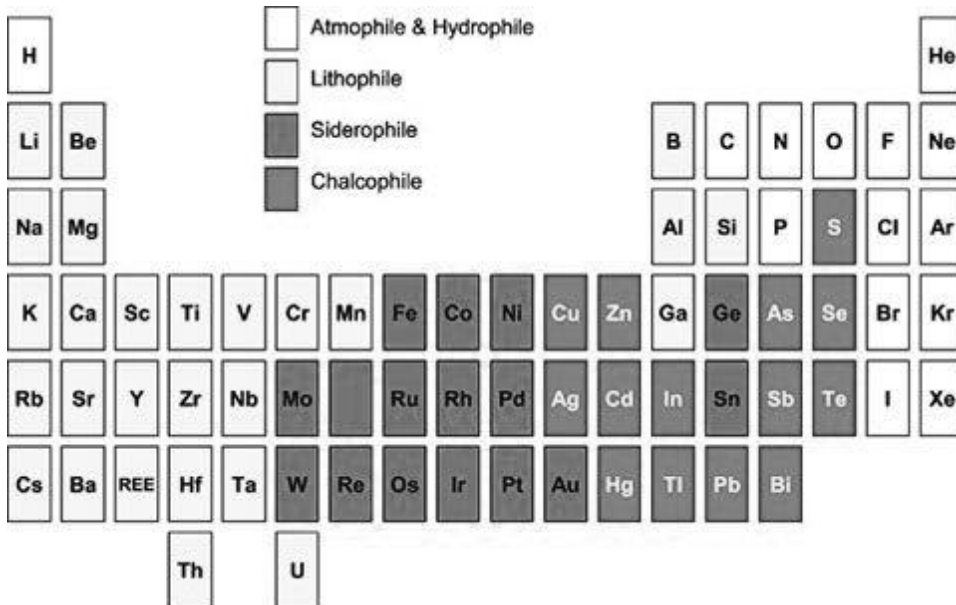 Atmophile & Hydrophile
Lithophile
Siderophile
Chalcophile
H He
Li Be B C N O F Ne
Na Mg Al Si P S Cl Ar
K Ca Sc Ti V Cr Mn Fe Co Ni Cu Zn Ga Ge As Se Br Kr
Rb Sr Y Zr Nb Mo Ru Rh Pd Ag Cd In Sn Sb Te I Xe
Cs Ba REE Hf Ta W Re Os Ir Pt Au Hg Tl Pb Bi
Th U